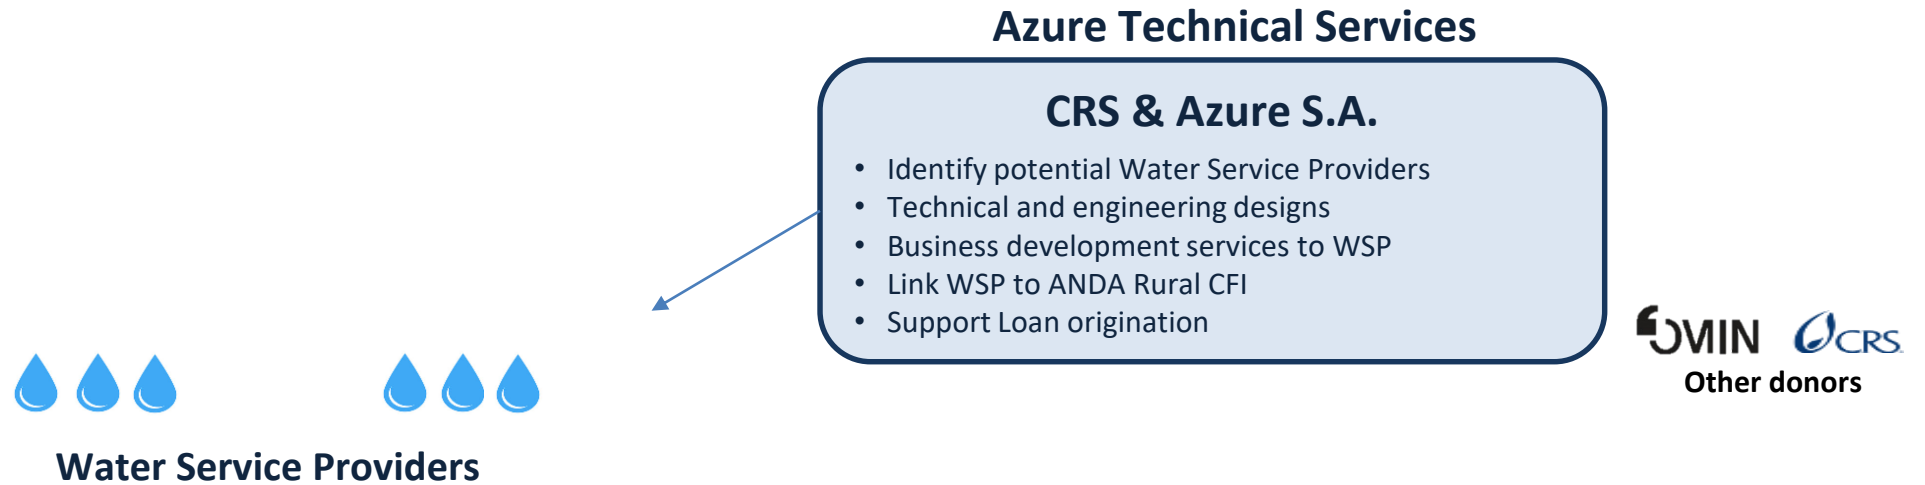 Azure Technical Services
CRS & Azure S.A.
• Identify potential Water Service Providers
• Technical and engineering designs
• Business development services to WSP
• Link WSP to ANDA Rural CFI
• Support Loan origination
CRS
Other donors
Water Service Providers